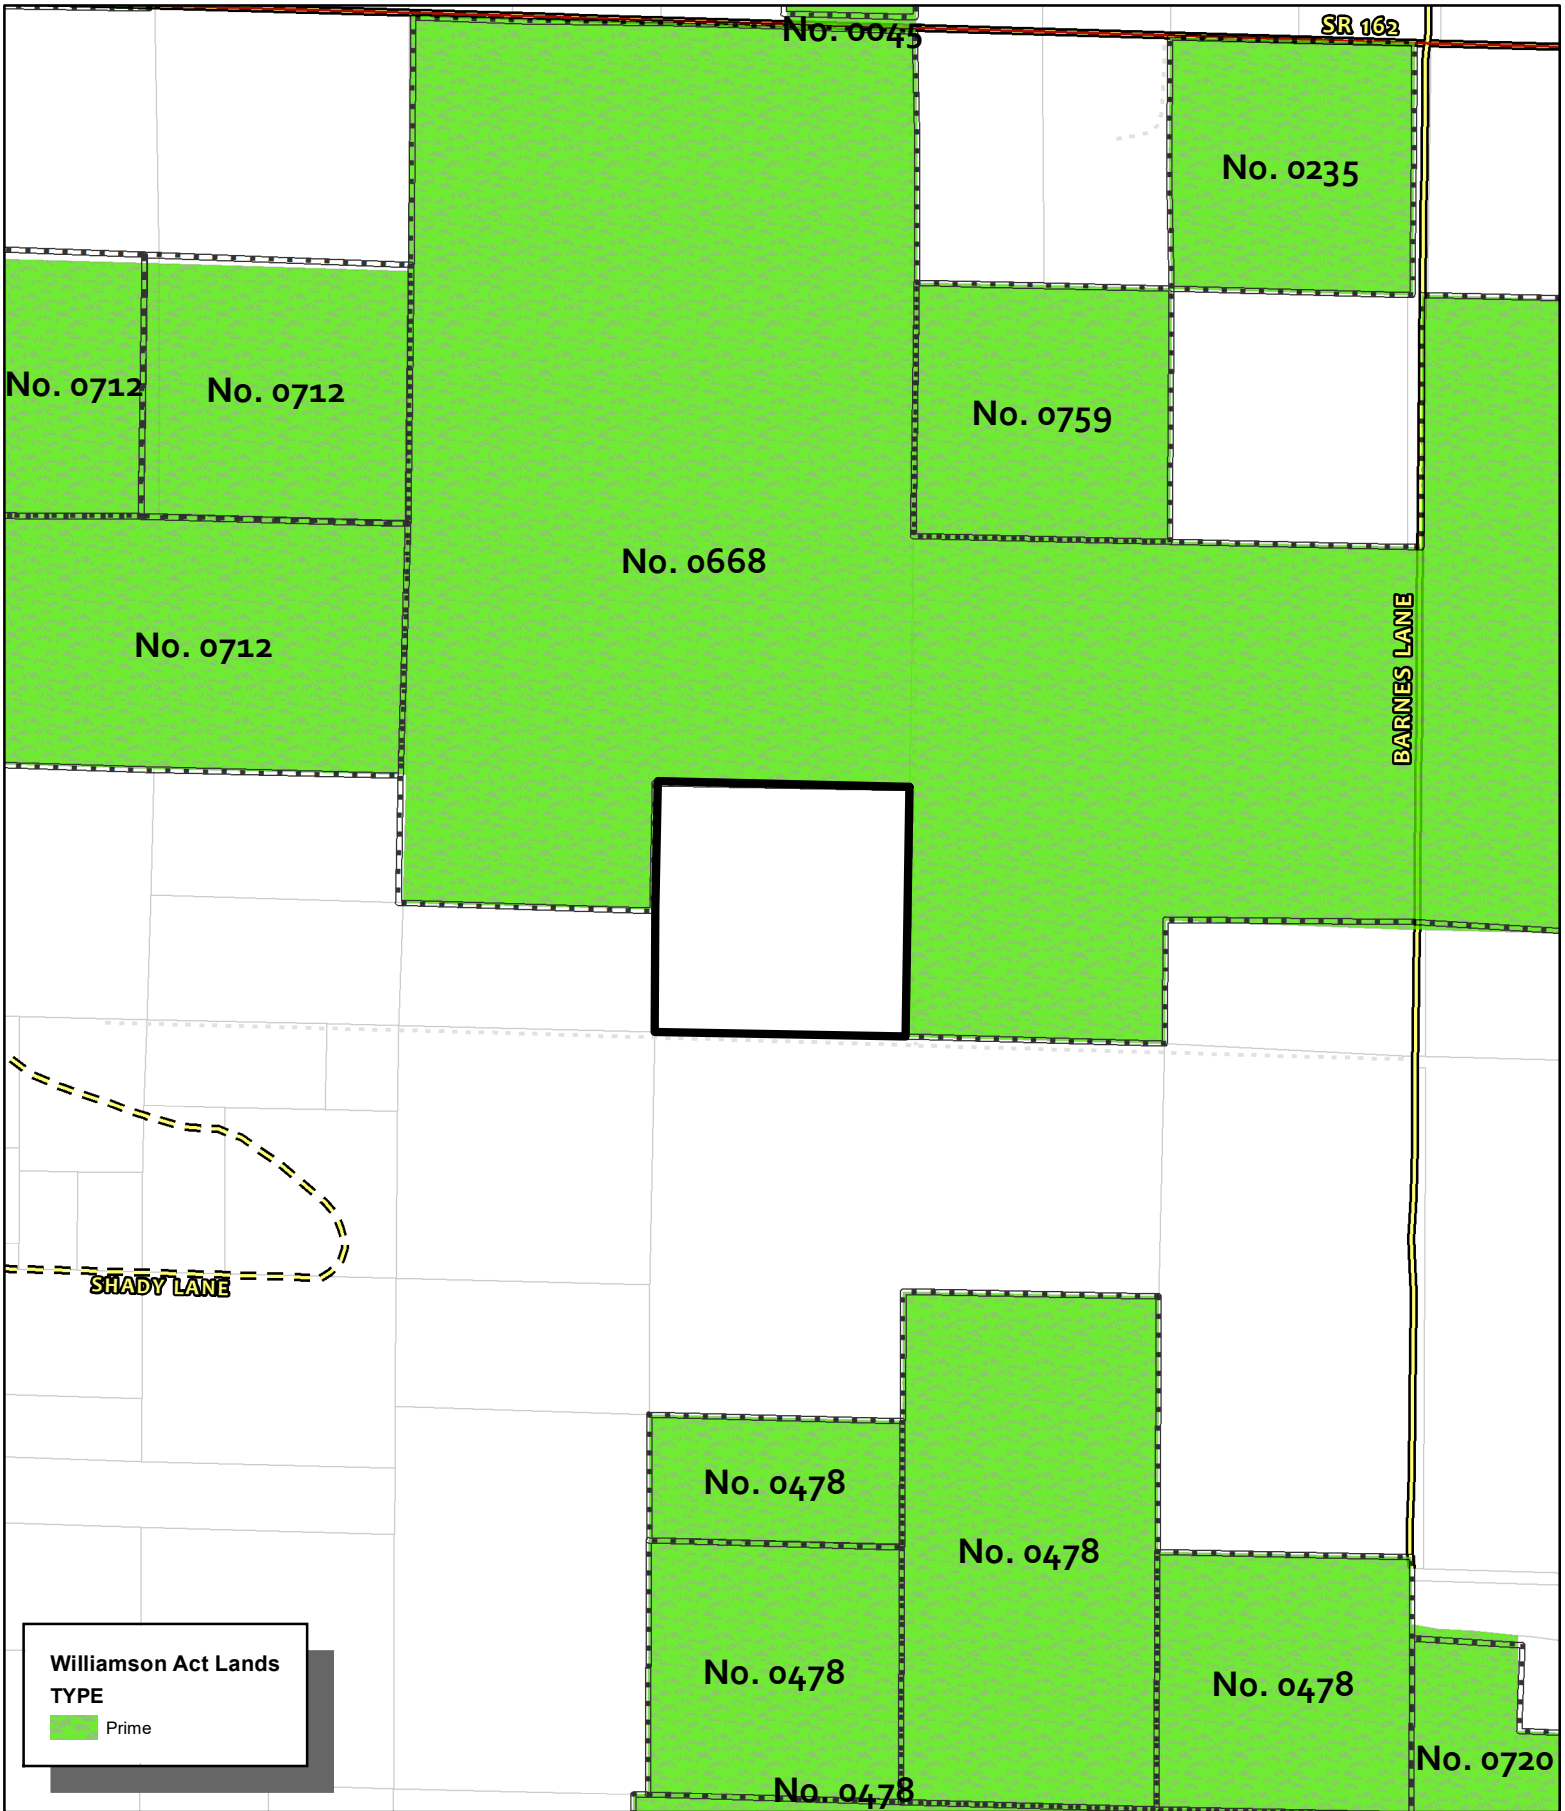 SR 162
No. 0045
No. 0235
No. 0712
No. 0712
No. 0759
No. 0668
No. 0712
BARNES LANE
SHADY LANE
No. 0478
No. 0478
No. 0478
No. 0478
No. 0720
No. 0478
Williamson Act Lands
TYPE
Prime